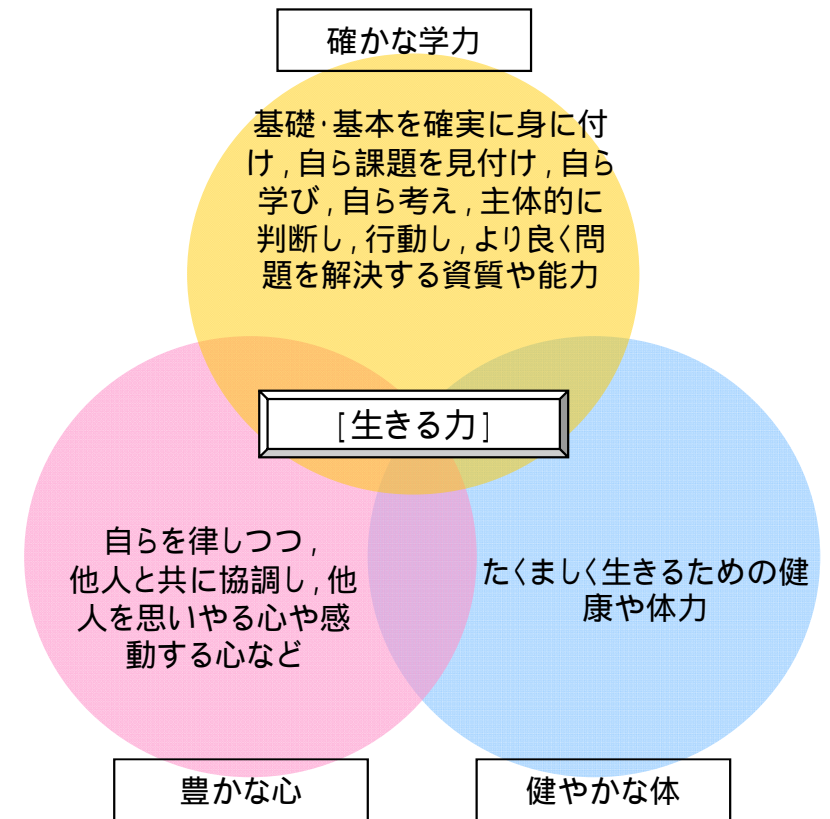 確かな学力
基礎・基本を確実に身に付
け,自ら課題を見付け,自ら
学び,自ら考え,主体的に
判断し,行動し,より良く問
題を解決する資質や能力
[生きる力]
自らを律しつつ,
他人と共に協調し,他
人を思いやる心や感
動する心など
たくましく生きるための健
康や体力
豊かな心
健やかな体